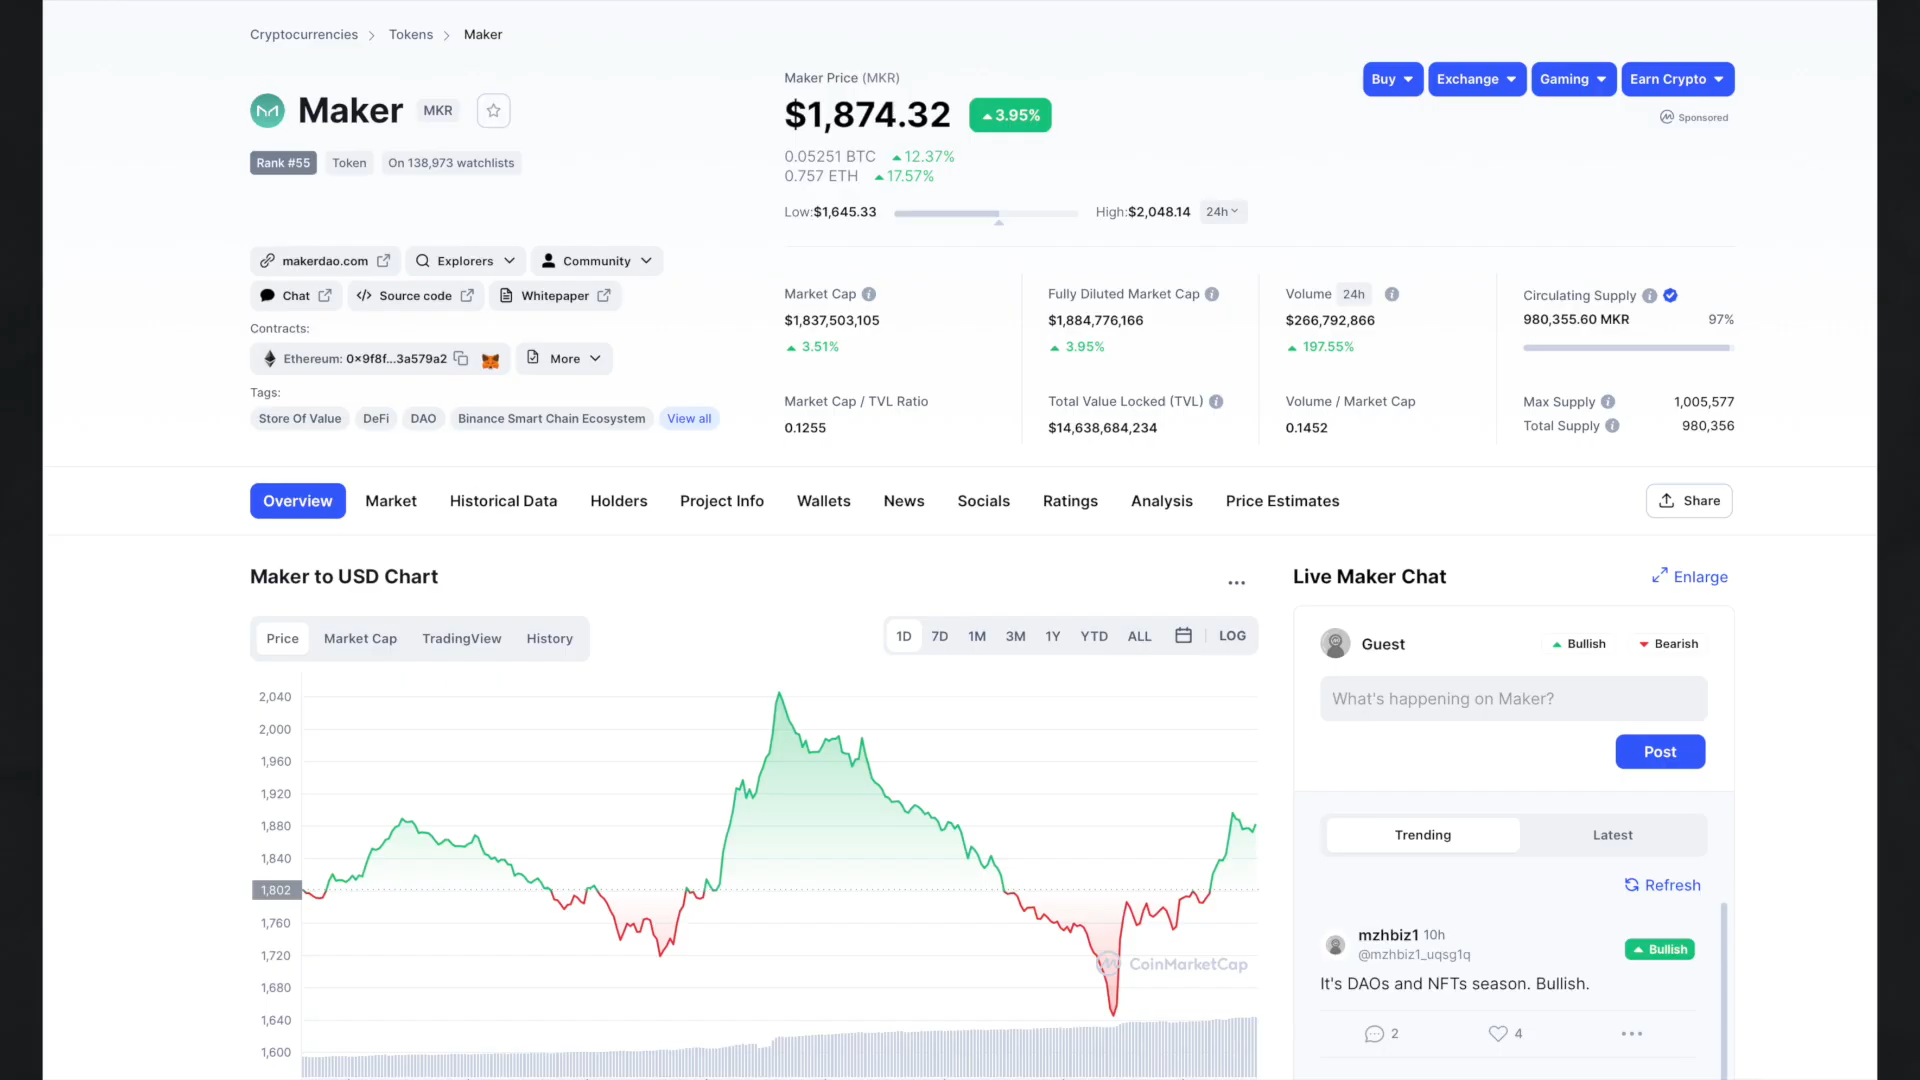 Cryptocurrencies > Tokens > Maker
Maker MKR
Rank #55 Token On 138,973 watchlists
makerdao.com Explorers Community
Chat Source code Whitepaper
Contracts:
Ethereum: 0x9f8f...3a579a2 More
Tags:
Store Of Value DeFi DAO Binance Smart Chain Ecosystem View all
Maker Price (MKR)
$1,874.32 3.95%
0.05251 BTC 12.37%
0.757 ETH 17.57%
Low:$1,645.33 High:$2,048.14 24h
Buy Exchange Gaming Earn Crypto
Sponsored
Market Cap
$1,837,503,105
3.51%
Fully Diluted Market Cap
$1,884,776,166
3.95%
Volume 24h
$266,792,866
197.55%
Circulating Supply
980,355.60 MKR 97%
Market Cap / TVL Ratio
0.1255
Total Value Locked (TVL)
$14,638,684,234
Volume / Market Cap
0.1452
Max Supply 1,005,577
Total Supply 980,356
Overview Market Historical Data Holders Project Info Wallets News Socials Ratings Analysis Price Estimates Share
Maker to USD Chart
Price Market Cap TradingView History
1D 7D 1M 3M 1Y YTD ALL LOG
2,040
2,000
1,960
1,920
1,880
1,840
1,802
1,760
1,720
1,680
1,640
1,600
CoinMarketCap
Live Maker Chat Enlarge
Guest Bullish Bearish
What's happening on Maker?
Post
Trending Latest
Refresh
mzhbiz1 10h
@mzhbiz1_uqsg1q
Bullish
It's DAOs and NFTs season. Bullish.
2 4